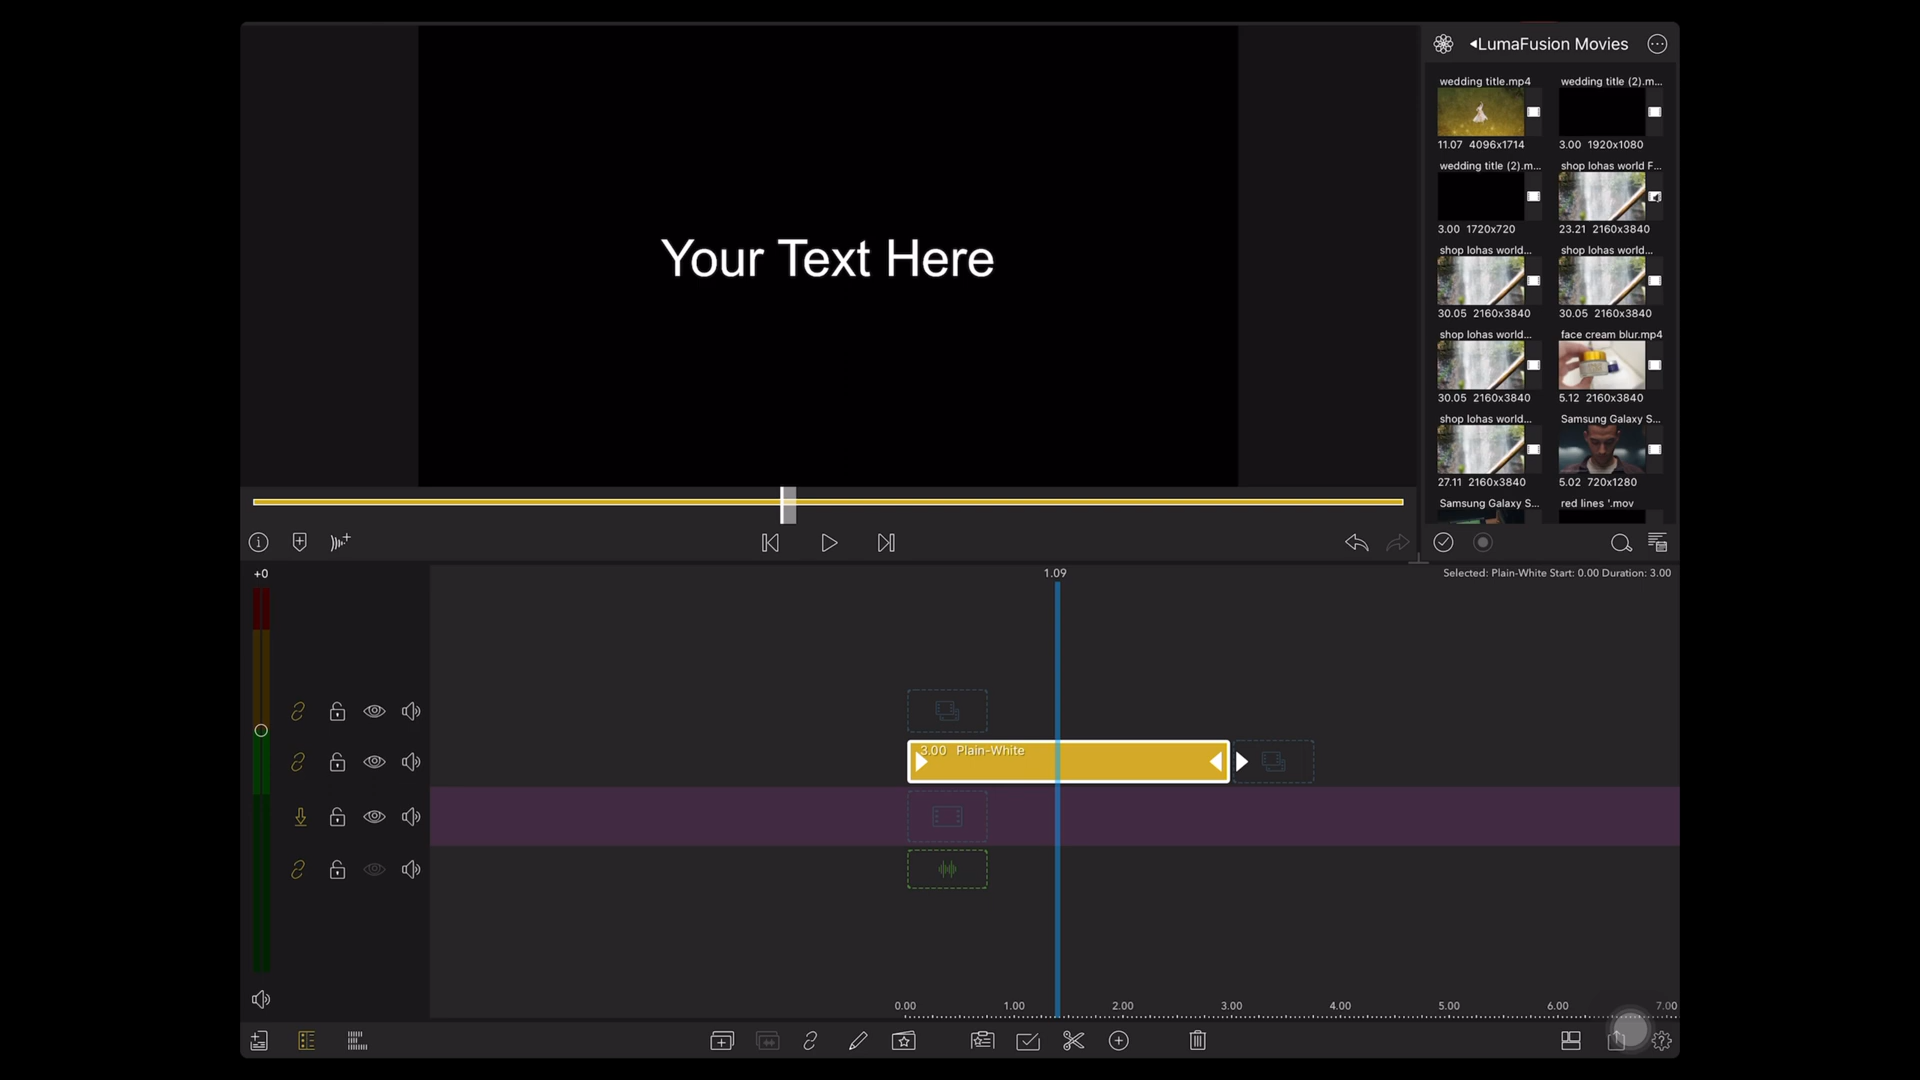 LumaFusion Movies
wedding title.mp4
wedding title (2).m...
11.07 4096x1714
3.00 1920x1080
wedding title (2).m...
shop lohas world F...
3.00 1720x720
23.21 2160x3840
shop lohas world...
shop lohas world...
30.05 2160x3840
30.05 2160x3840
shop lohas world...
face cream blur.mp4
30.05 2160x3840
5.12 2160x3840
shop lohas world...
Samsung Galaxy S...
27.11 2160x3840
5.02 720x1280
Samsung Galaxy S...
red lines '.mov
Your Text Here
+0
1.09
Selected: Plain-White Start: 0.00 Duration: 3.00
3.00 Plain-White
0.00 1.00 2.00 3.00 4.00 5.00 6.00 7.00